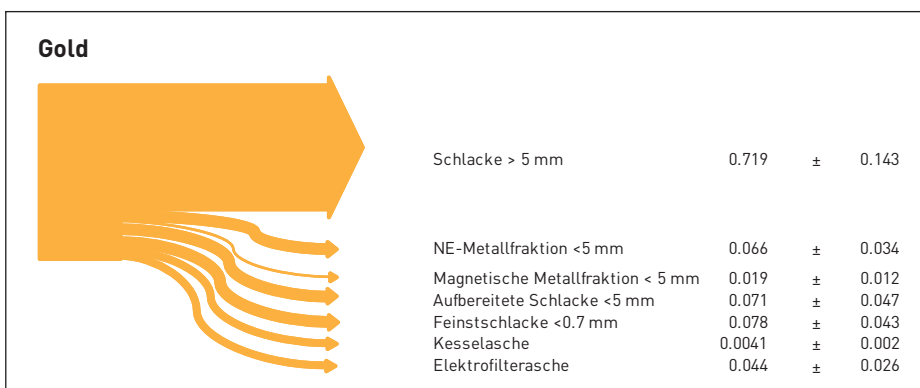 Gold
Schlacke > 5 mm 0.719 ± 0.143
NE-Metallfraktion <5 mm 0.066 ± 0.034
Magnetische Metallfraktion < 5 mm 0.019 ± 0.012
Aufbereitete Schlacke <5 mm 0.071 ± 0.047
Feinstschlacke <0.7 mm 0.078 ± 0.043
Kesselasche 0.0041 ± 0.002
Elektrofilterasche 0.044 ± 0.026